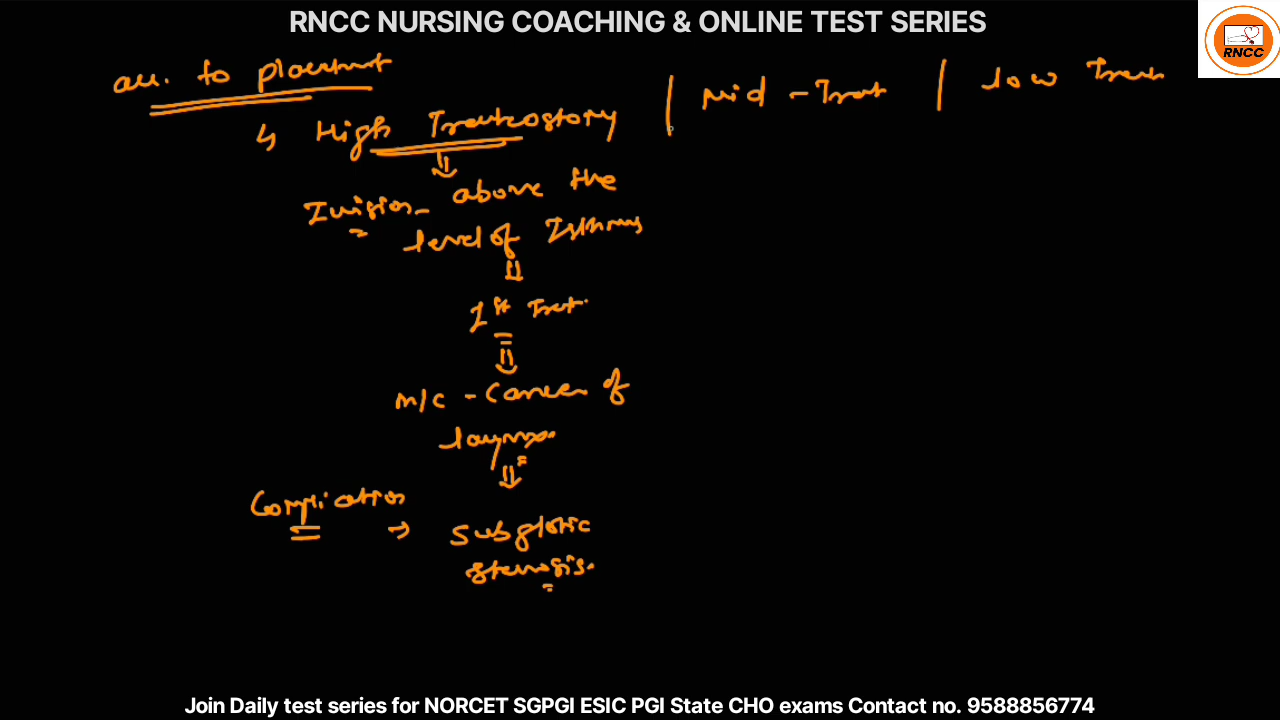 RNCC NURSING COACHING & ONLINE TEST SERIES
RNCC
acc. to placement
↳ High Tracheostomy | Mid - Trach | low Trach
Incision - above the
level of Isthmus
1st Trach.
M/C - Cancer of
larynx.
Complication → Subglotic
stenosis.
Join Daily test series for NORCET SGPGI ESIC PGI State CHO exams Contact no. 9588856774